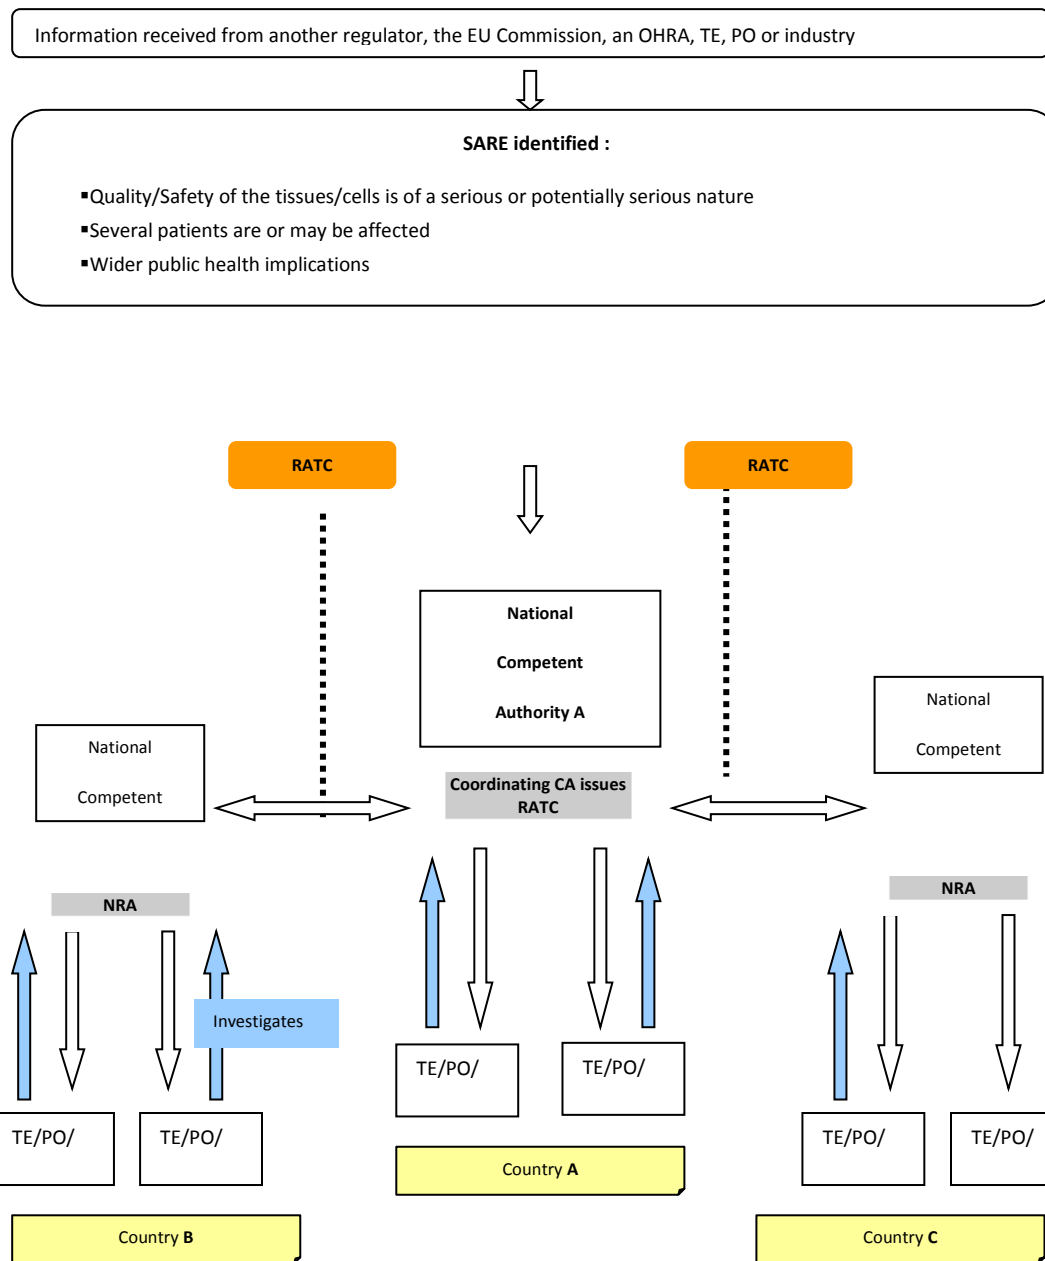 Information received from another regulator, the EU Commission, an OHRA, TE, PO or industry
SARE identified :
▪Quality/Safety of the tissues/cells is of a serious or potentially serious nature
▪Several patients are or may be affected
▪Wider public health implications
RATC
RATC
National
Competent
Authority A
National
Competent
National
Competent
Coordinating CA issues
RATC
NRA
NRA
Investigates
TE/PO/
TE/PO/
TE/PO/
TE/PO/
TE/PO/
TE/PO/
Country A
Country B
Country C